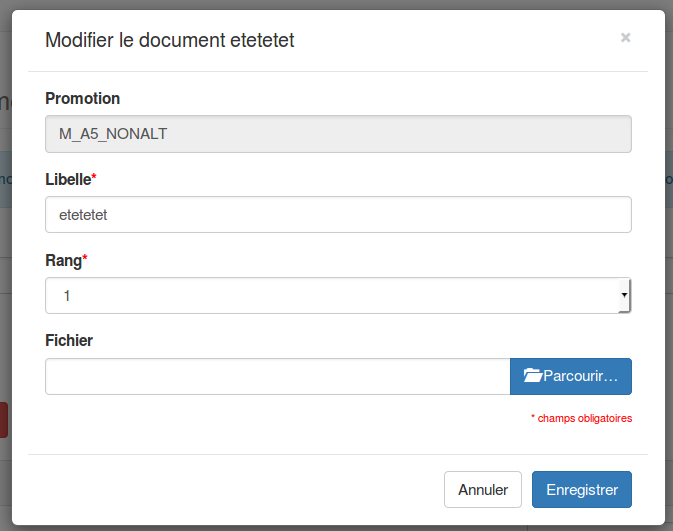 Modifier le document etetetet
×
Promotion
M_A5_NONALT
Libelle*
etetetet
Rang*
1
Fichier
Parcourir...
* champs obligatoires
Annuler
Enregistrer